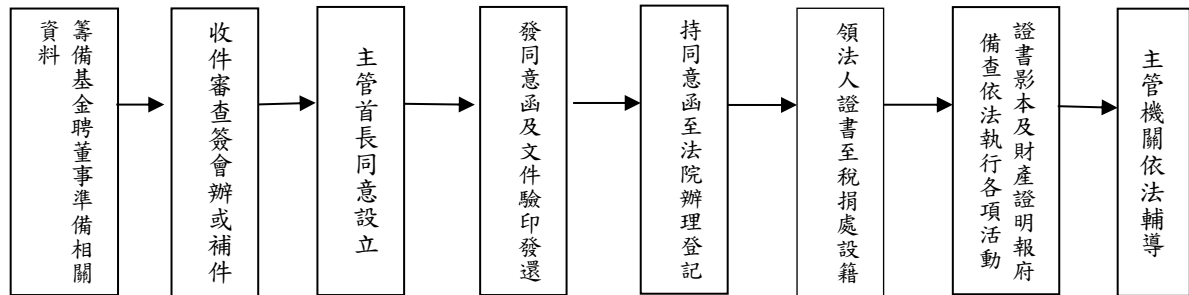 籌備基金聘董事準備相關
資料
收件審查簽會辦或補件
主管首長同意設立
發同意函及文件驗印發還
持同意函至法院辦理登記
領法人證書至稅捐處設籍
證書影本及財產證明報府
備查依法執行各項活動
主管機關依法輔導